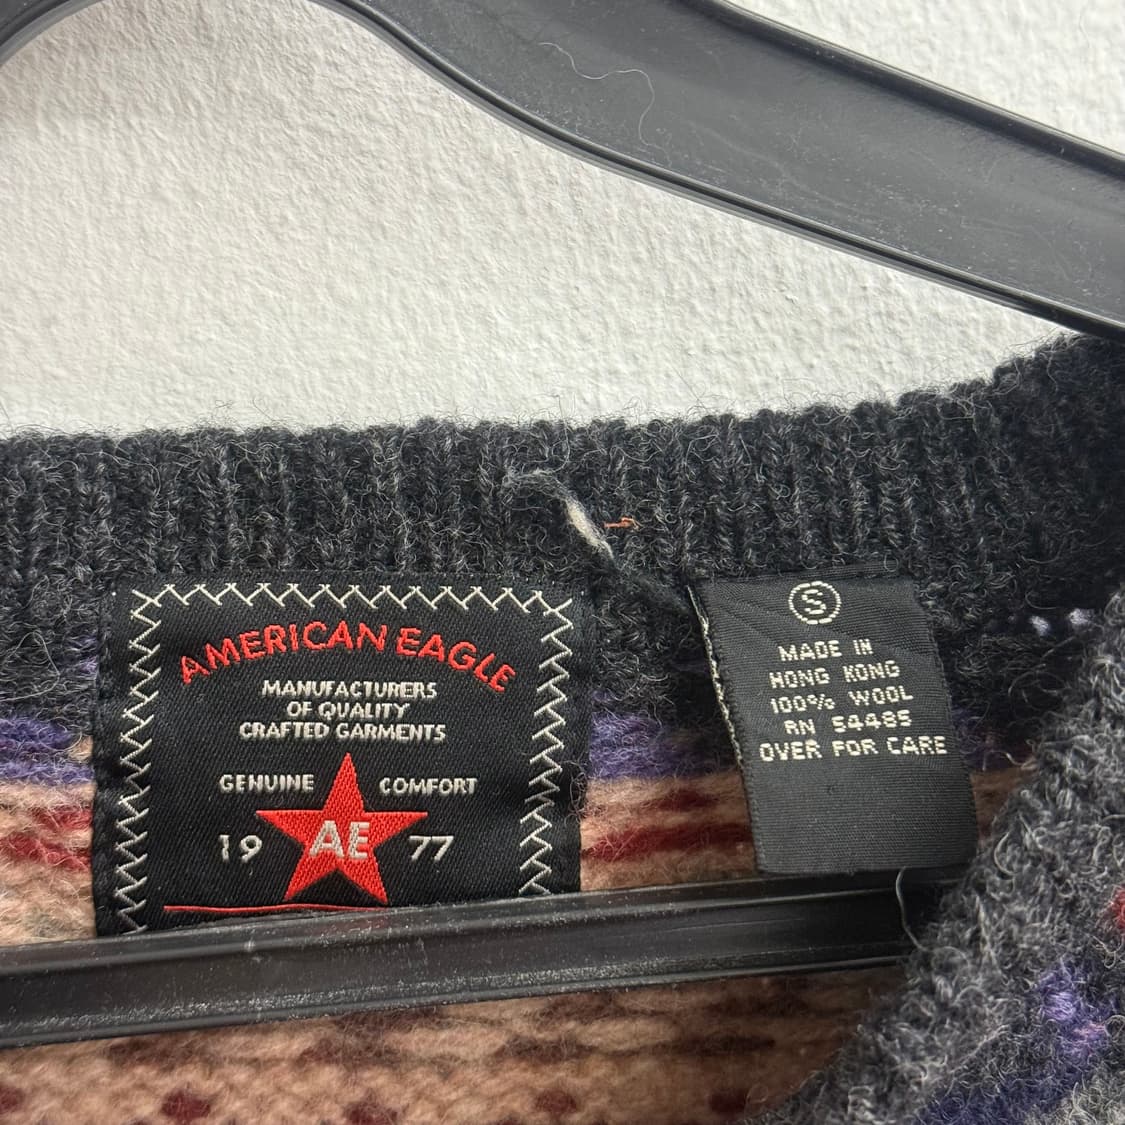 AMERICAN EAGLE
MANUFACTURERS
OF QUALITY
CRAFTED GARMENTS
GENUINE COMFORT
19 AE 77
S
MADE IN
HONG KONG
100% WOOL
RN 54485
OVER FOR CARE